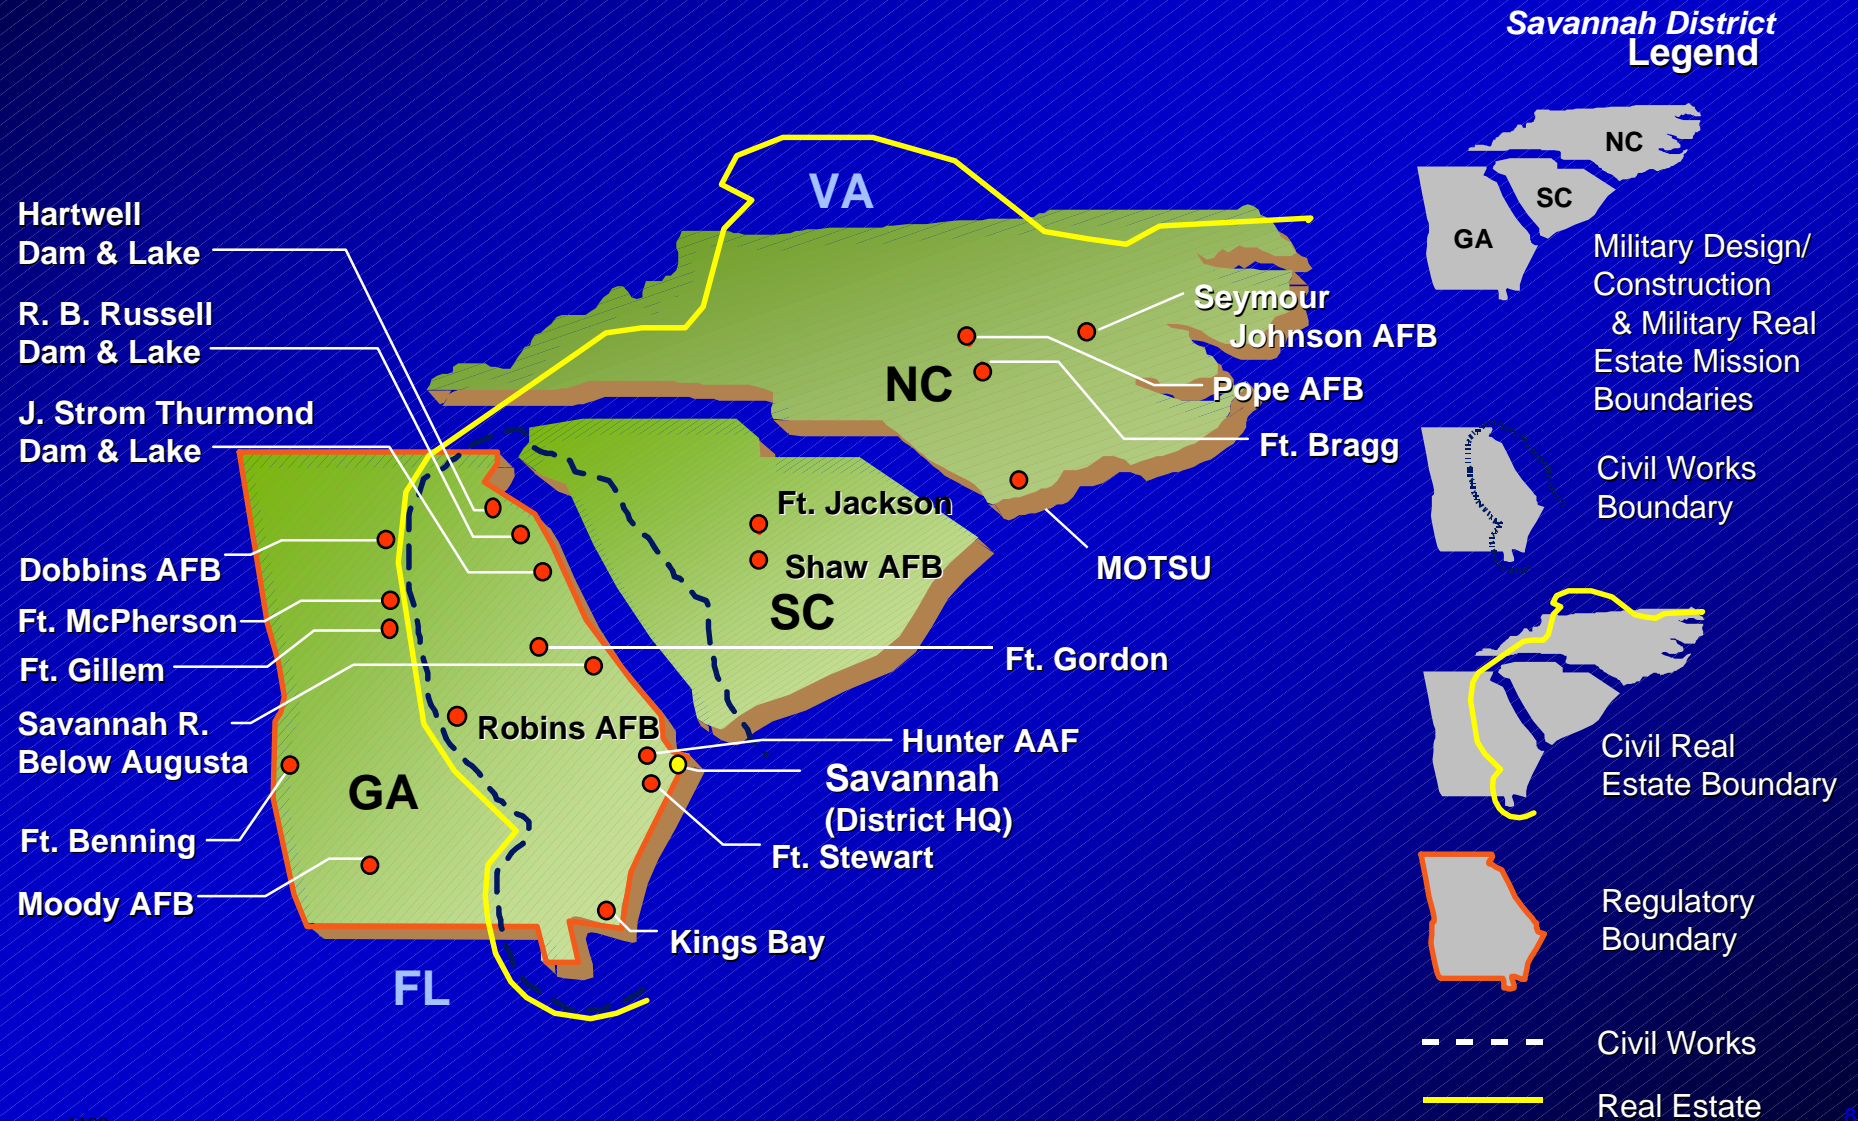 Savannah District
Legend
NC
SC
GA
Military Design/
Construction
& Military Real
Estate Mission
Boundaries
Civil Works
Boundary
Civil Real
Estate Boundary
Regulatory
Boundary
Civil Works
Real Estate
VA
Hartwell
Dam & Lake
R. B. Russell
Dam & Lake
J. Strom Thurmond
Dam & Lake
Dobbins AFB
Ft. McPherson
Ft. Gillem
Savannah R.
Below Augusta
Ft. Benning
Moody AFB
Seymour
Johnson AFB
NC
Pope AFB
Ft. Bragg
Ft. Jackson
MOTSU
Shaw AFB
SC
Ft. Gordon
Robins AFB
Hunter AAF
GA
Savannah
(District HQ)
Ft. Stewart
Kings Bay
FL